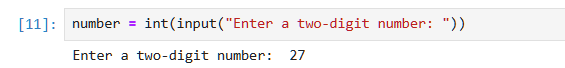 [11]: number = int(input("Enter a two-digit number: "))
Enter a two-digit number:  27